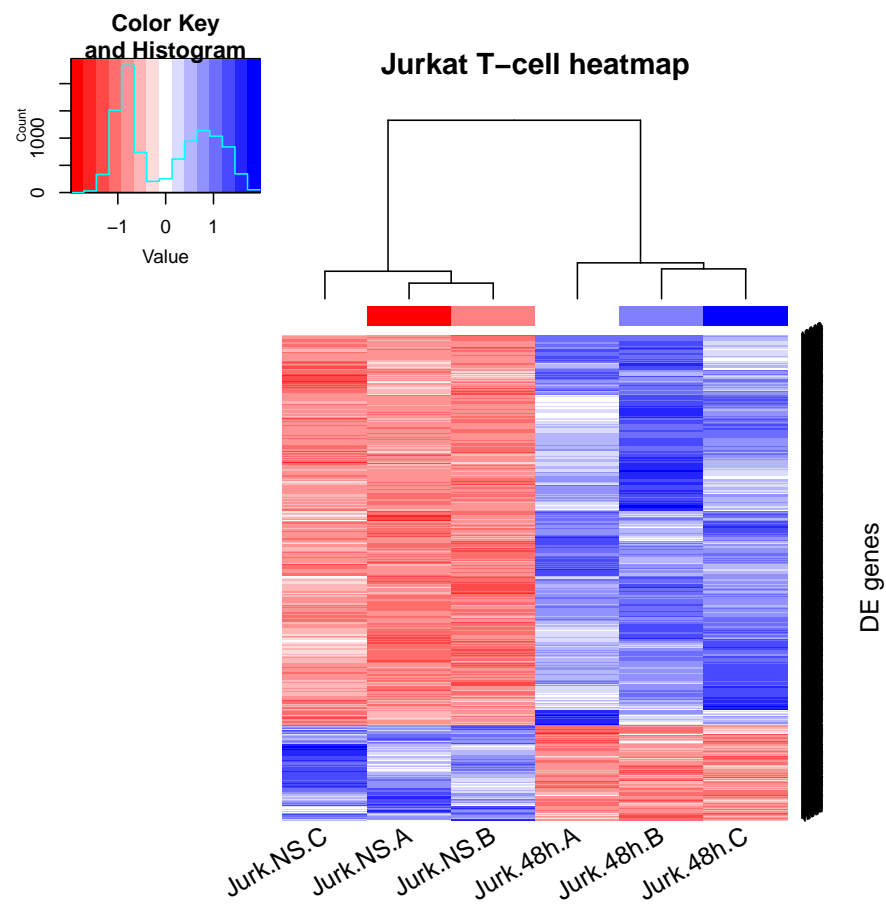 Color Key
and Histogram
Jurkat T−cell heatmap
Count
0
1000
−1
0
1
Value
DE genes
Jurk.NS.C
Jurk.NS.A
Jurk.NS.B
Jurk.48h.A
Jurk.48h.B
Jurk.48h.C